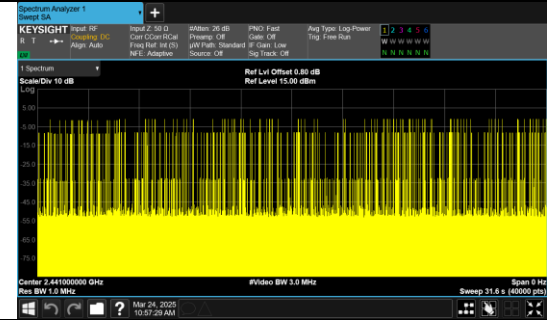 Spectrum Analyzer 1
Swept SA
+
KEYSIGHT Input: RF Input Z: 50 Ω #Atten: 26 dB PNO: Fast Avg Type: Log-Power 1 2 3 4 5 6
R T Coupling: DC Corr CCorr RCal Preamp: Off Gate: Off Trig: Free Run W W W W W W
Align: Auto Freq Ref: Int (S) µW Path: Standard IF Gain: Low N N N N N N
NFE: Adaptive Source: Off Sig Track: Off
1 Spectrum
Ref Lvl Offset 0.80 dB
Scale/Div 10 dB Ref Level 15.00 dBm
Log
5.00
-5.00
-15.0
-25.0
-35.0
-45.0
-55.0
-65.0
-75.0
Center 2.441000000 GHz #Video BW 3.0 MHz Span 0 Hz
Res BW 1.0 MHz Sweep 31.6 s (40000 pts)
? Mar 24, 2025
10:57:29 AM